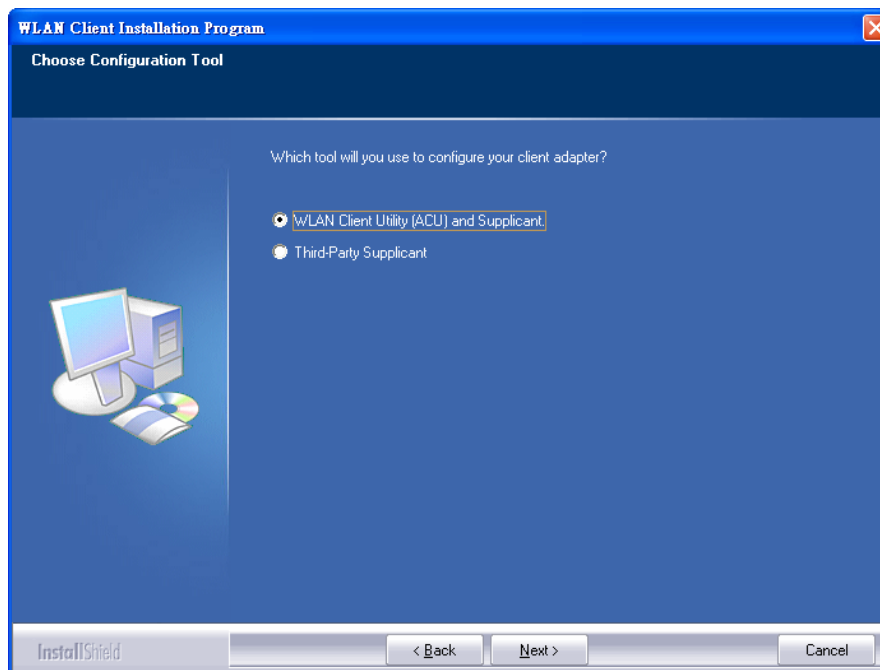 WLAN Client Installation Program
Choose Configuration Tool
Which tool will you use to configure your client adapter?
WLAN Client Utility (ACU) and Supplicant.
Third-Party Supplicant
InstallShield
< Back
Next >
Cancel